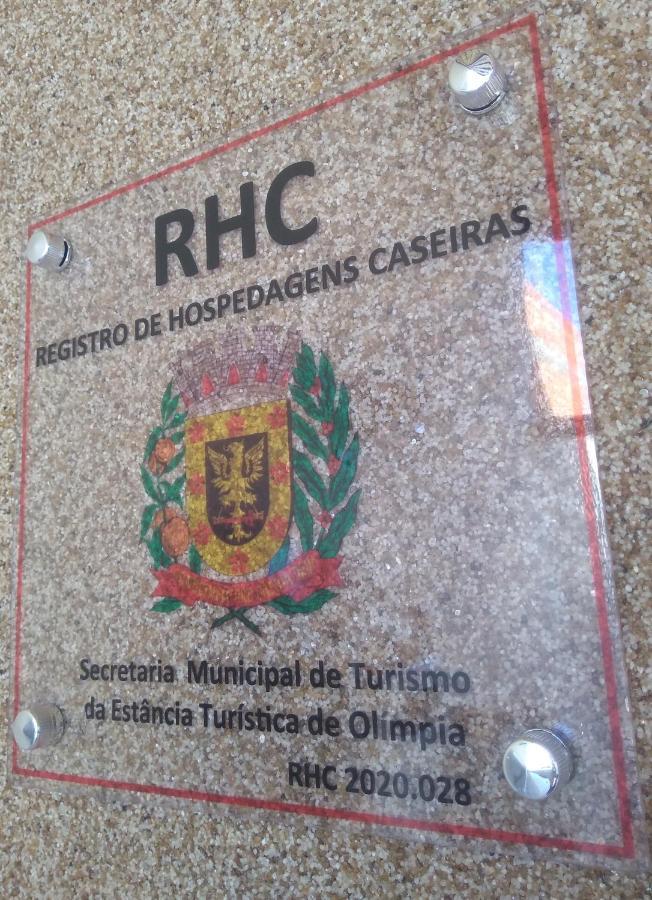 RHC
REGISTRO DE HOSPEDAGENS CASEIRAS
Secretaria Municipal de Turismo
da Estância Turística de Olímpia
RHC 2020.028